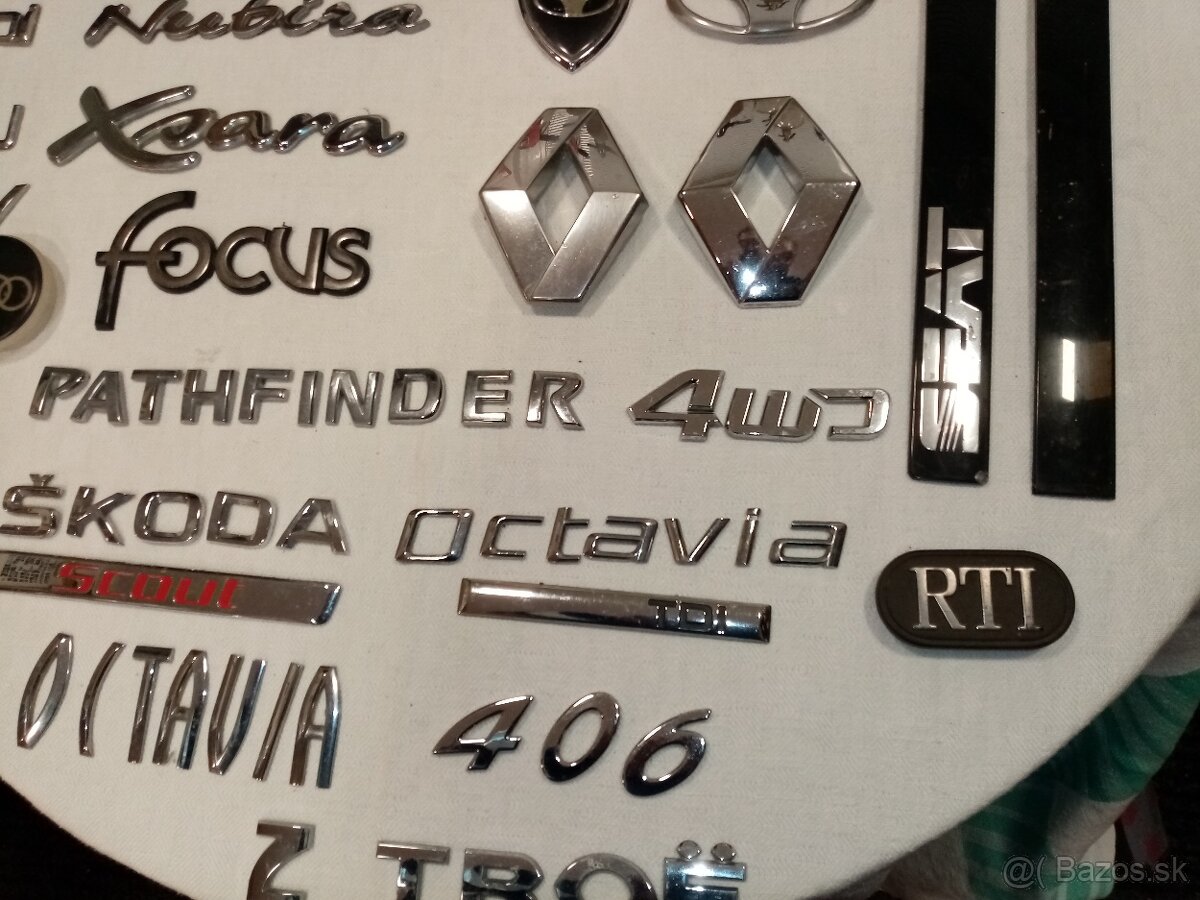 Nubira
Xsara
focus
PATHFINDER 4WD
SEAT
ŠKODA Octavia
Scout
TDI
RTI
OCTAVIA
406
@( Bazos.sk